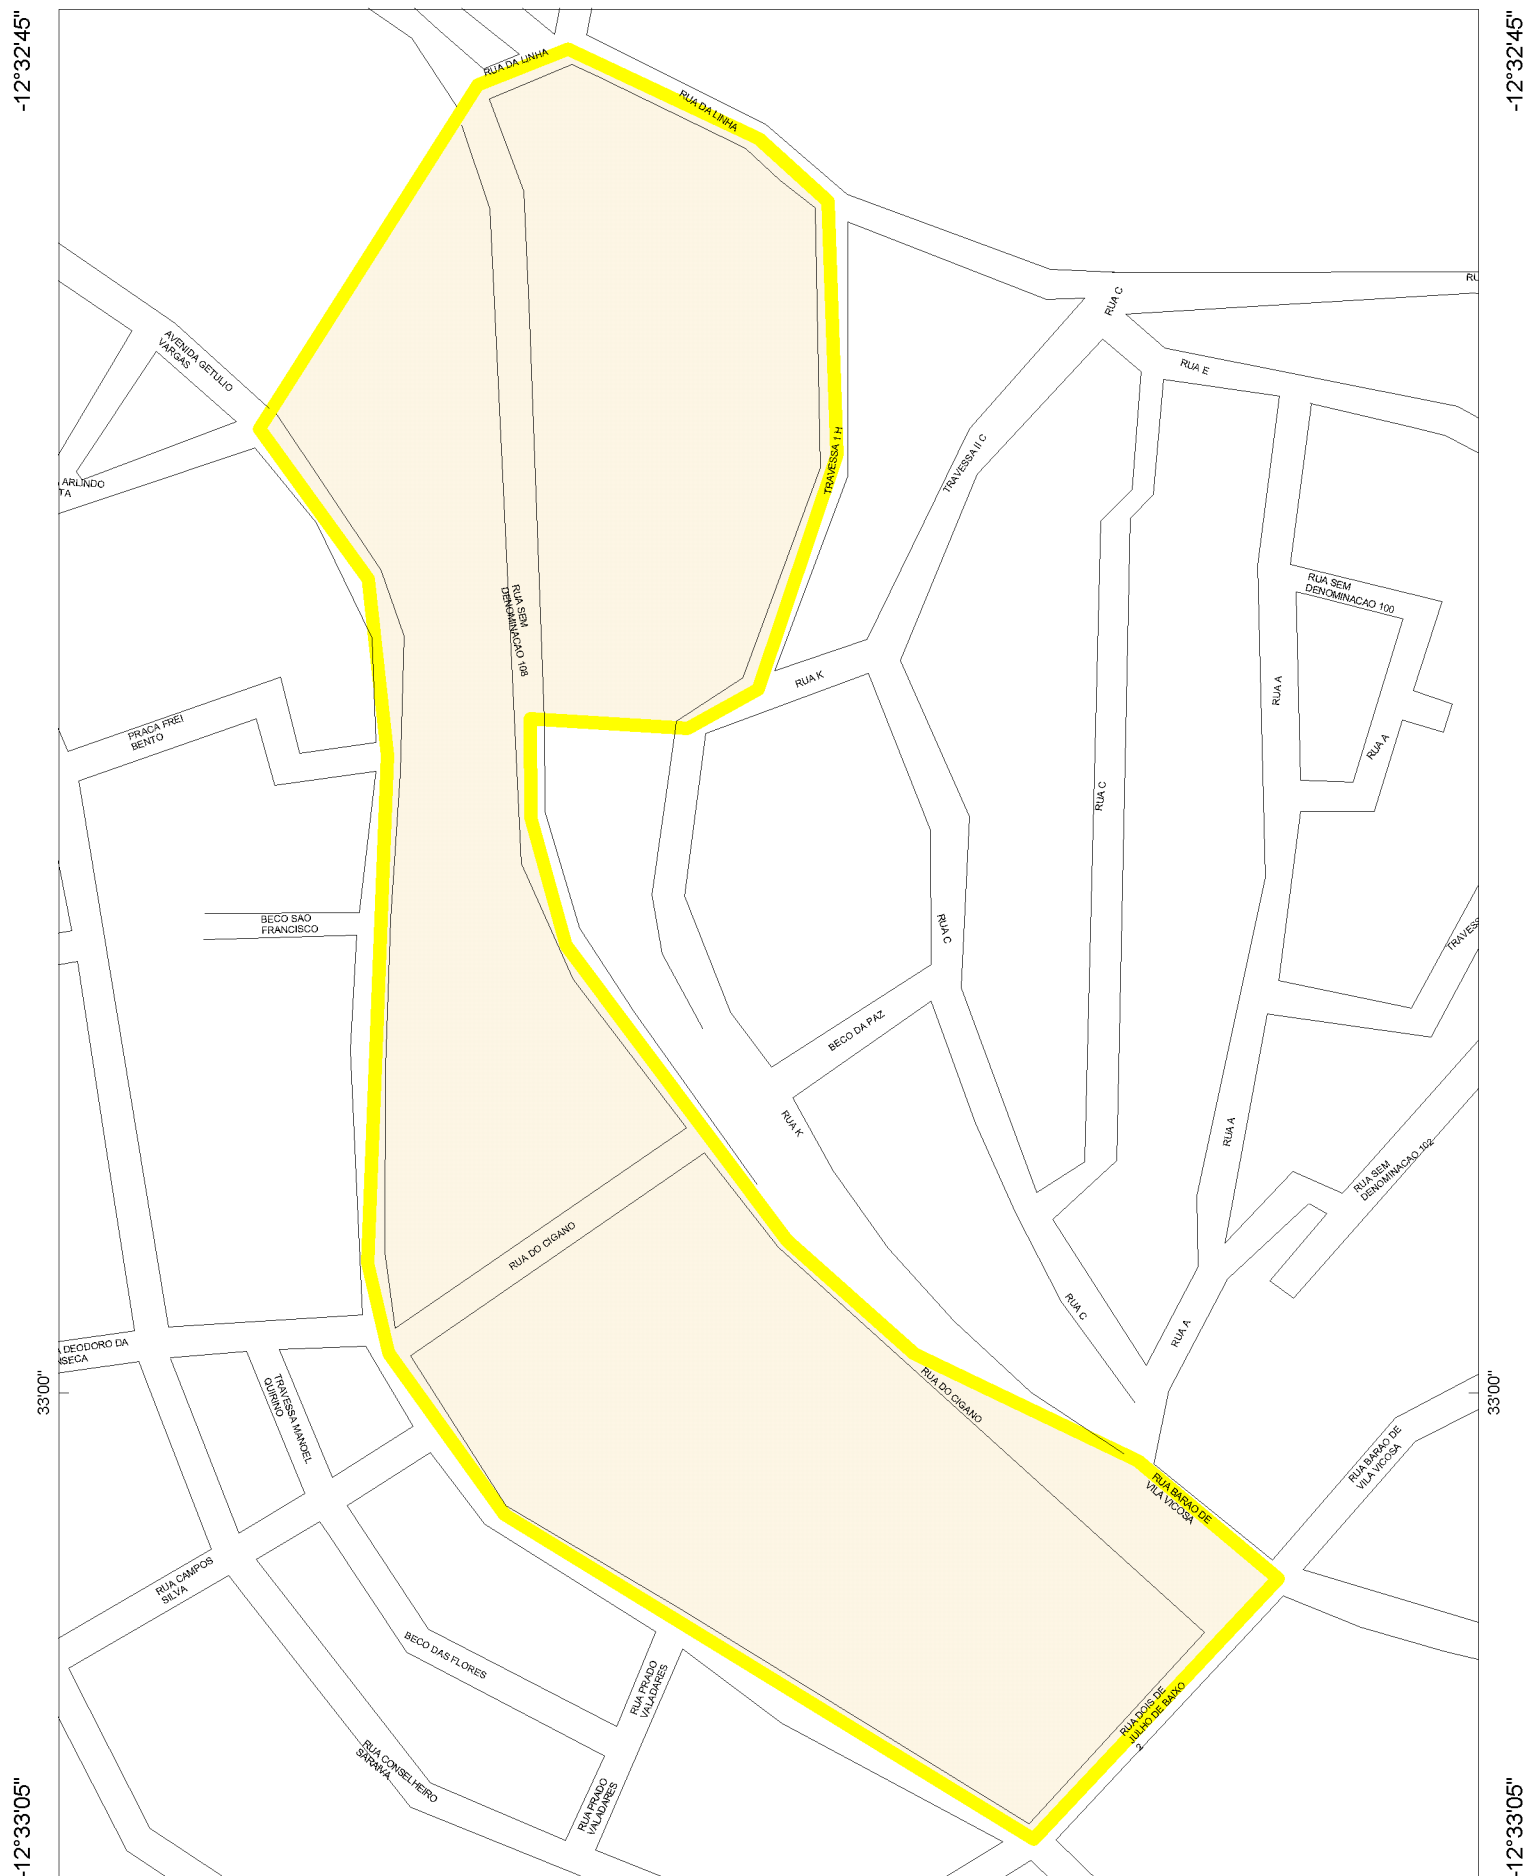 -12°32'45"
-12°32'45"
RUA DA LINHA
RUA DA LINHA
RUA C
RUA E
AVENIDA GETULIO
VARGAS
TRAVESSA 1 H
TRAVESSA II C
ARLINDO
TA
RUA SEM
DENOMINACAO 108
RUA SEM
DENOMINACAO 100
RUA K
RUA A
PRACA FREI
BENTO
RUA A
RUA C
BECO SAO
FRANCISCO
RUA C
TRAVESS
BECO DA PAZ
RUA K
RUA A
RUA SEM
DENOMINACAO 102
RUA DO CIGANO
RUA C
RUA A
DEODORO DA
NSECA
33'00"
33'00"
TRAVESSA MANOEL
QUIRINO
RUA DO CIGANO
RUA BARAO DE
VILA VICOSA
RUA BARAO DE
VILA VICOSA
RUA CAMPOS
SILVA
BECO DAS FLORES
RUA PRADO
VALADARES
RUA DOIS DE
JULHO DE BAIXO
2
RUA CONSELHEIRO
SARAIVA
RUA PRADO
VALADARES
-12°33'05"
-12°33'05"